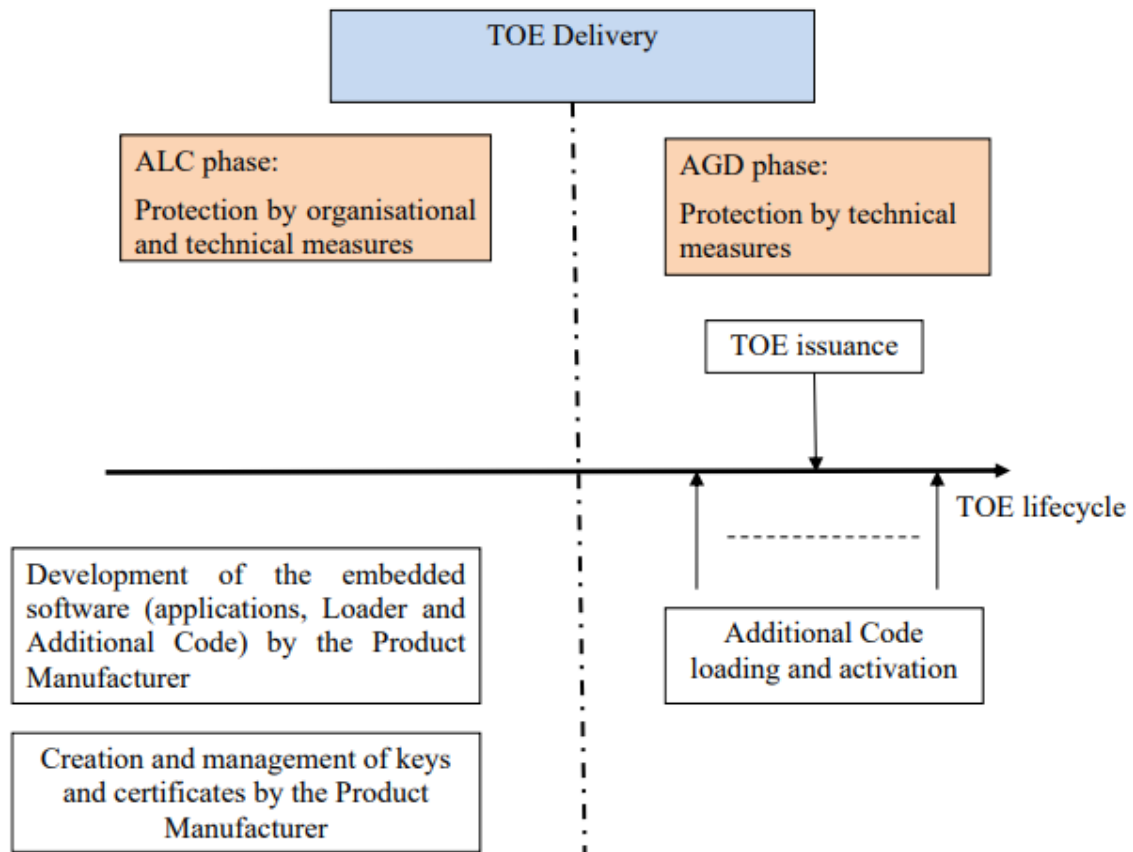 TOE Delivery
ALC phase:
Protection by organisational
and technical measures
AGD phase:
Protection by technical
measures
TOE issuance
TOE lifecycle
Development of the embedded
software (applications, Loader and
Additional Code) by the Product
Manufacturer
Additional Code
loading and activation
Creation and management of keys
and certificates by the Product
Manufacturer